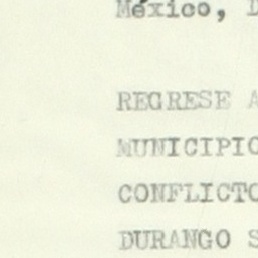 México, D
REGRESE A
MUNICIPIO
CONFLICTO
DURANGO S